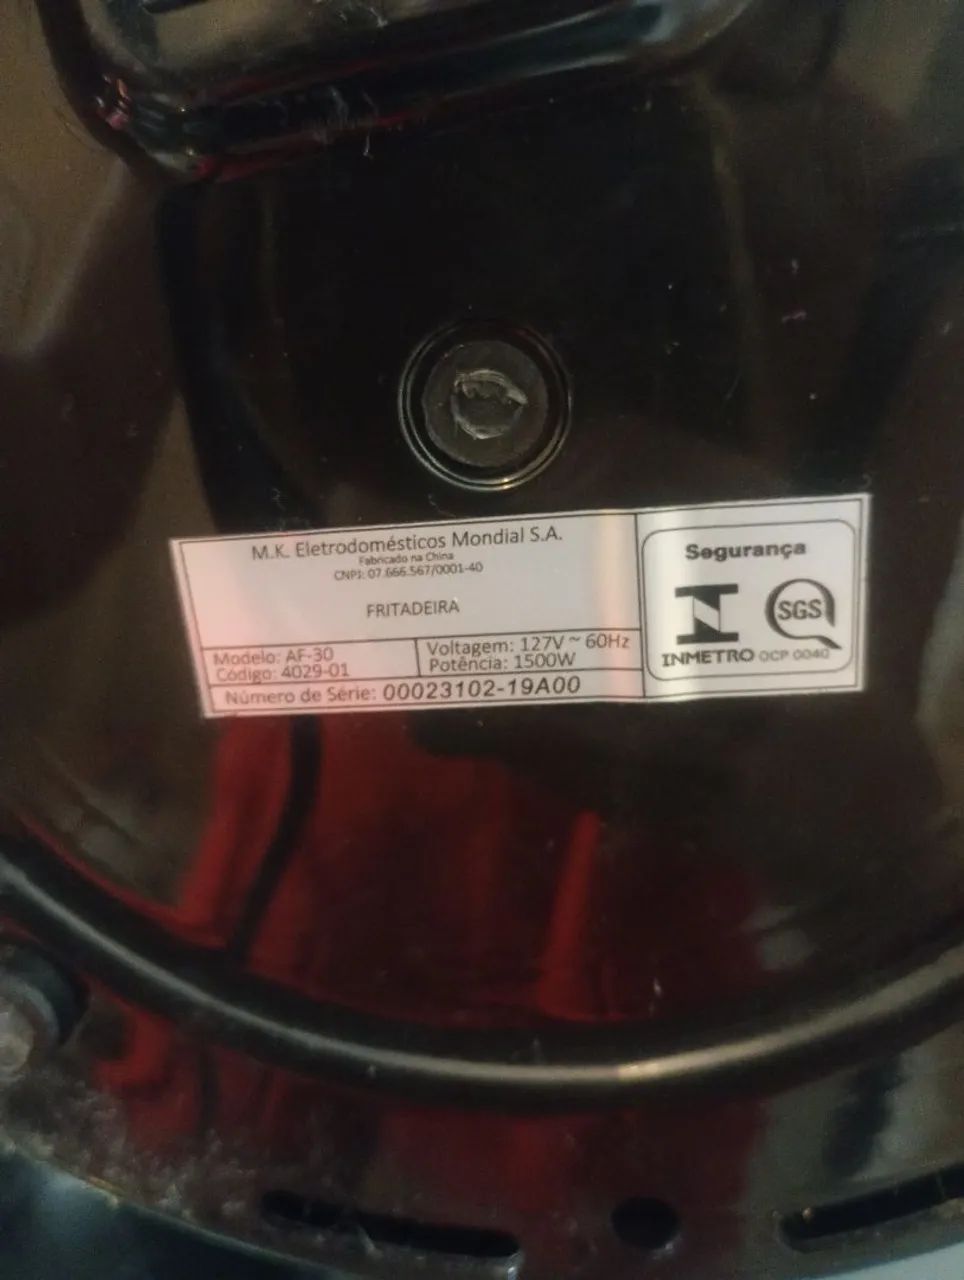 M.K. Eletrodomésticos Mondial S.A.
Fabricado na China
CNPJ: 07.666.567/0001-40
FRITADEIRA
Modelo: AF-30
Código: 4029-01
Voltagem: 127V ~ 60Hz
Potência: 1500W
Número de Série: 00023102-19A00
Segurança
SGS
INMETRO OCP 0040